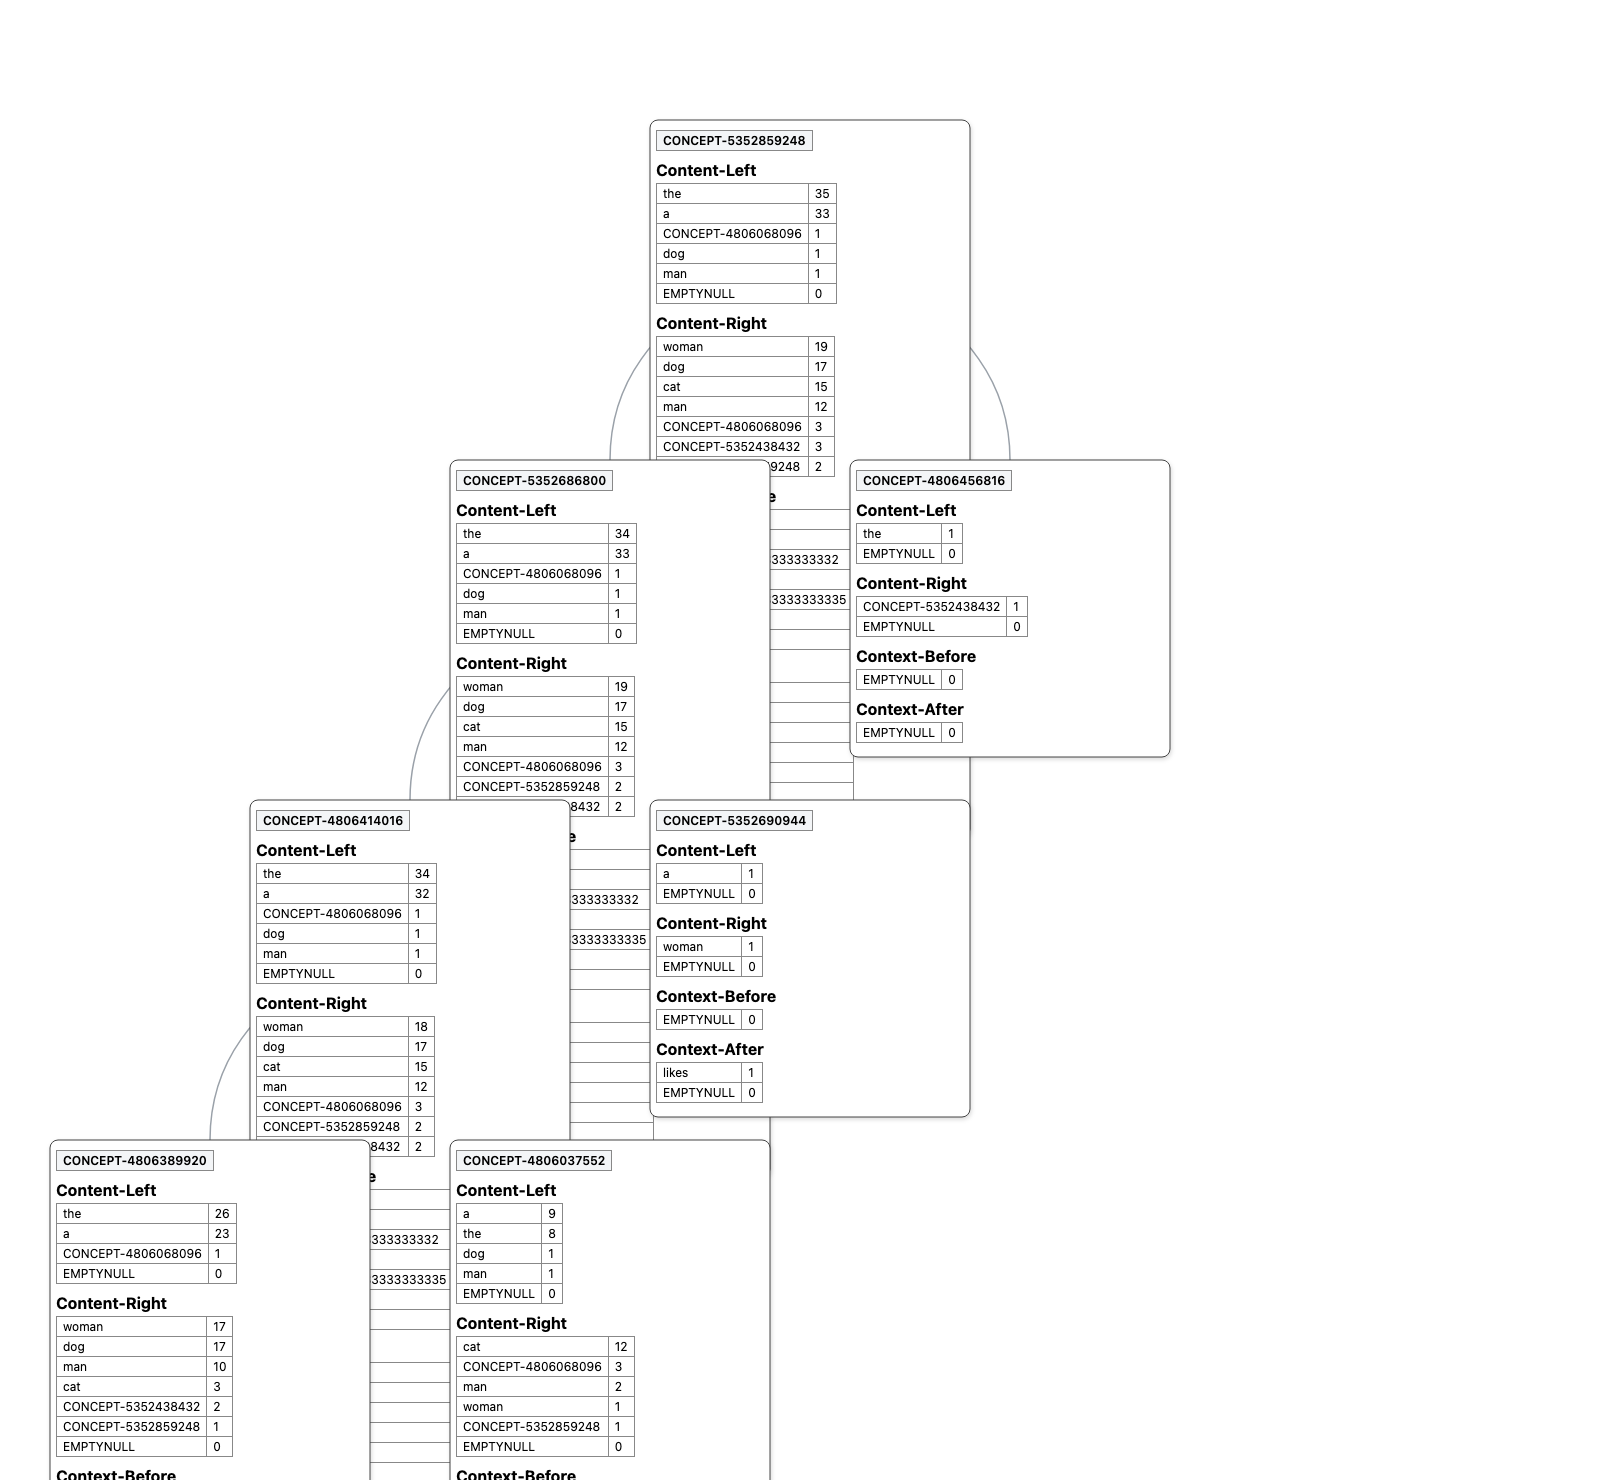 CONCEPT-5352859248
Content-Left
the 35
a 33
CONCEPT-4806068096 1
dog 1
man 1
EMPTYNULL 0
Content-Right
woman 19
dog 17
cat 15
man 12
CONCEPT-4806068096 3
CONCEPT-5352438432 3
9248 2
e
333333332
3333333335
CONCEPT-5352686800
Content-Left
the 34
a 33
CONCEPT-4806068096 1
dog 1
man 1
EMPTYNULL 0
Content-Right
woman 19
dog 17
cat 15
man 12
CONCEPT-4806068096 3
CONCEPT-5352859248 2
8432 2
e
333333332
3333333335
CONCEPT-4806456816
Content-Left
the 1
EMPTYNULL 0
Content-Right
CONCEPT-5352438432 1
EMPTYNULL 0
Context-Before
EMPTYNULL 0
Context-After
EMPTYNULL 0
CONCEPT-4806414016
Content-Left
the 34
a 32
CONCEPT-4806068096 1
dog 1
man 1
EMPTYNULL 0
Content-Right
woman 18
dog 17
cat 15
man 12
CONCEPT-4806068096 3
CONCEPT-5352859248 2
8432 2
e
333333332
3333333335
CONCEPT-5352690944
Content-Left
a 1
EMPTYNULL 0
Content-Right
woman 1
EMPTYNULL 0
Context-Before
EMPTYNULL 0
Context-After
likes 1
EMPTYNULL 0
CONCEPT-4806389920
Content-Left
the 26
a 23
CONCEPT-4806068096 1
EMPTYNULL 0
Content-Right
woman 17
dog 17
man 10
cat 3
CONCEPT-5352438432 2
CONCEPT-5352859248 1
EMPTYNULL 0
Context-Before
CONCEPT-4806037552
Content-Left
a 9
the 8
dog 1
man 1
EMPTYNULL 0
Content-Right
cat 12
CONCEPT-4806068096 3
man 2
woman 1
CONCEPT-5352859248 1
EMPTYNULL 0
Context-Before